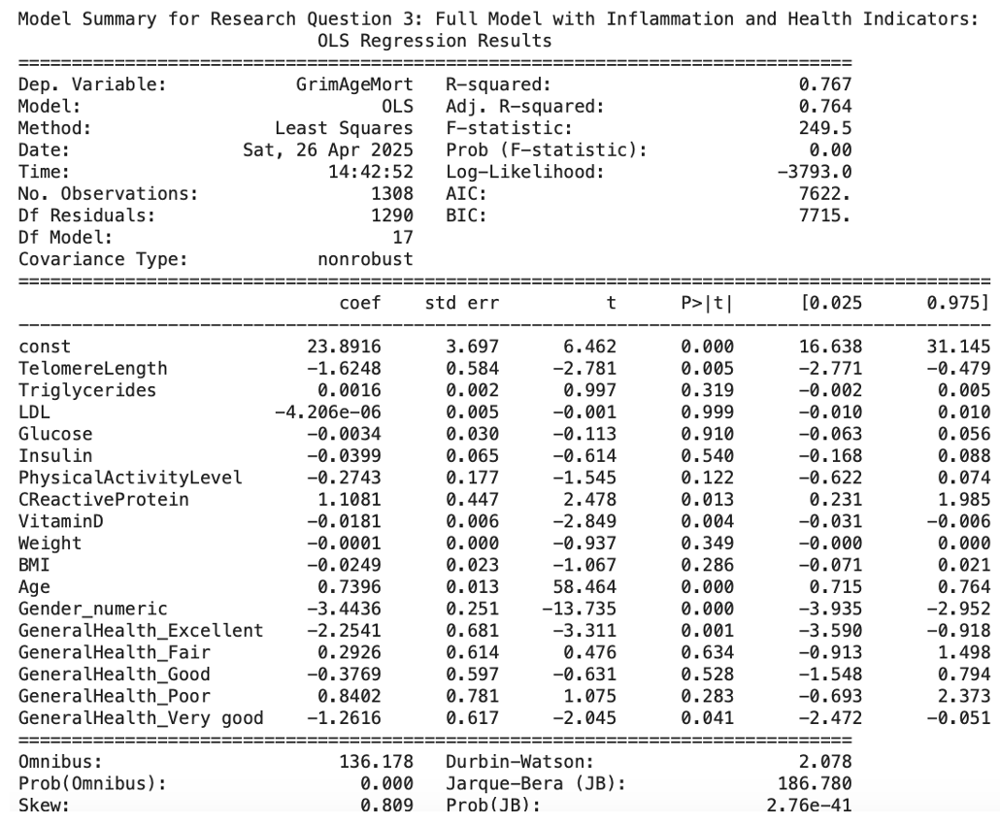 Model Summary for Research Question 3: Full Model with Inflammation and Health Indicators:
                            OLS Regression Results
==============================================================================
Dep. Variable:            GrimAgeMort   R-squared:                       0.767
Model:                            OLS   Adj. R-squared:                  0.764
Method:                 Least Squares   F-statistic:                     249.5
Date:                Sat, 26 Apr 2025   Prob (F-statistic):               0.00
Time:                        14:42:52   Log-Likelihood:                -3793.0
No. Observations:                1308   AIC:                             7622.
Df Residuals:                    1290   BIC:                             7715.
Df Model:                          17
Covariance Type:            nonrobust
===========================================================================================
                              coef    std err          t      P>|t|      [0.025      0.975]
-------------------------------------------------------------------------------------------
const                      23.8916      3.697      6.462      0.000      16.638      31.145
TelomereLength             -1.6248      0.584     -2.781      0.005      -2.771      -0.479
Triglycerides               0.0016      0.002      0.997      0.319      -0.002       0.005
LDL                     -4.206e-06      0.005     -0.001      0.999      -0.010       0.010
Glucose                    -0.0034      0.030     -0.113      0.910      -0.063       0.056
Insulin                    -0.0399      0.065     -0.614      0.540      -0.168       0.088
PhysicalActivityLevel      -0.2743      0.177     -1.545      0.122      -0.622       0.074
CReactiveProtein            1.1081      0.447      2.478      0.013       0.231       1.985
VitaminD                   -0.0181      0.006     -2.849      0.004      -0.031      -0.006
Weight                     -0.0001      0.000     -0.937      0.349      -0.000       0.000
BMI                        -0.0249      0.023     -1.067      0.286      -0.071       0.021
Age                         0.7396      0.013     58.464      0.000       0.715       0.764
Gender_numeric             -3.4436      0.251    -13.735      0.000      -3.935      -2.952
GeneralHealth_Excellent    -2.2541      0.681     -3.311      0.001      -3.590      -0.918
GeneralHealth_Fair          0.2926      0.614      0.476      0.634      -0.913       1.498
GeneralHealth_Good         -0.3769      0.597     -0.631      0.528      -1.548       0.794
GeneralHealth_Poor          0.8402      0.781      1.075      0.283      -0.693       2.373
GeneralHealth_Very good    -1.2616      0.617     -2.045      0.041      -2.472      -0.051
==============================================================================
Omnibus:                      136.178   Durbin-Watson:                   2.078
Prob(Omnibus):                  0.000   Jarque-Bera (JB):              186.780
Skew:                           0.809   Prob(JB):                     2.76e-41